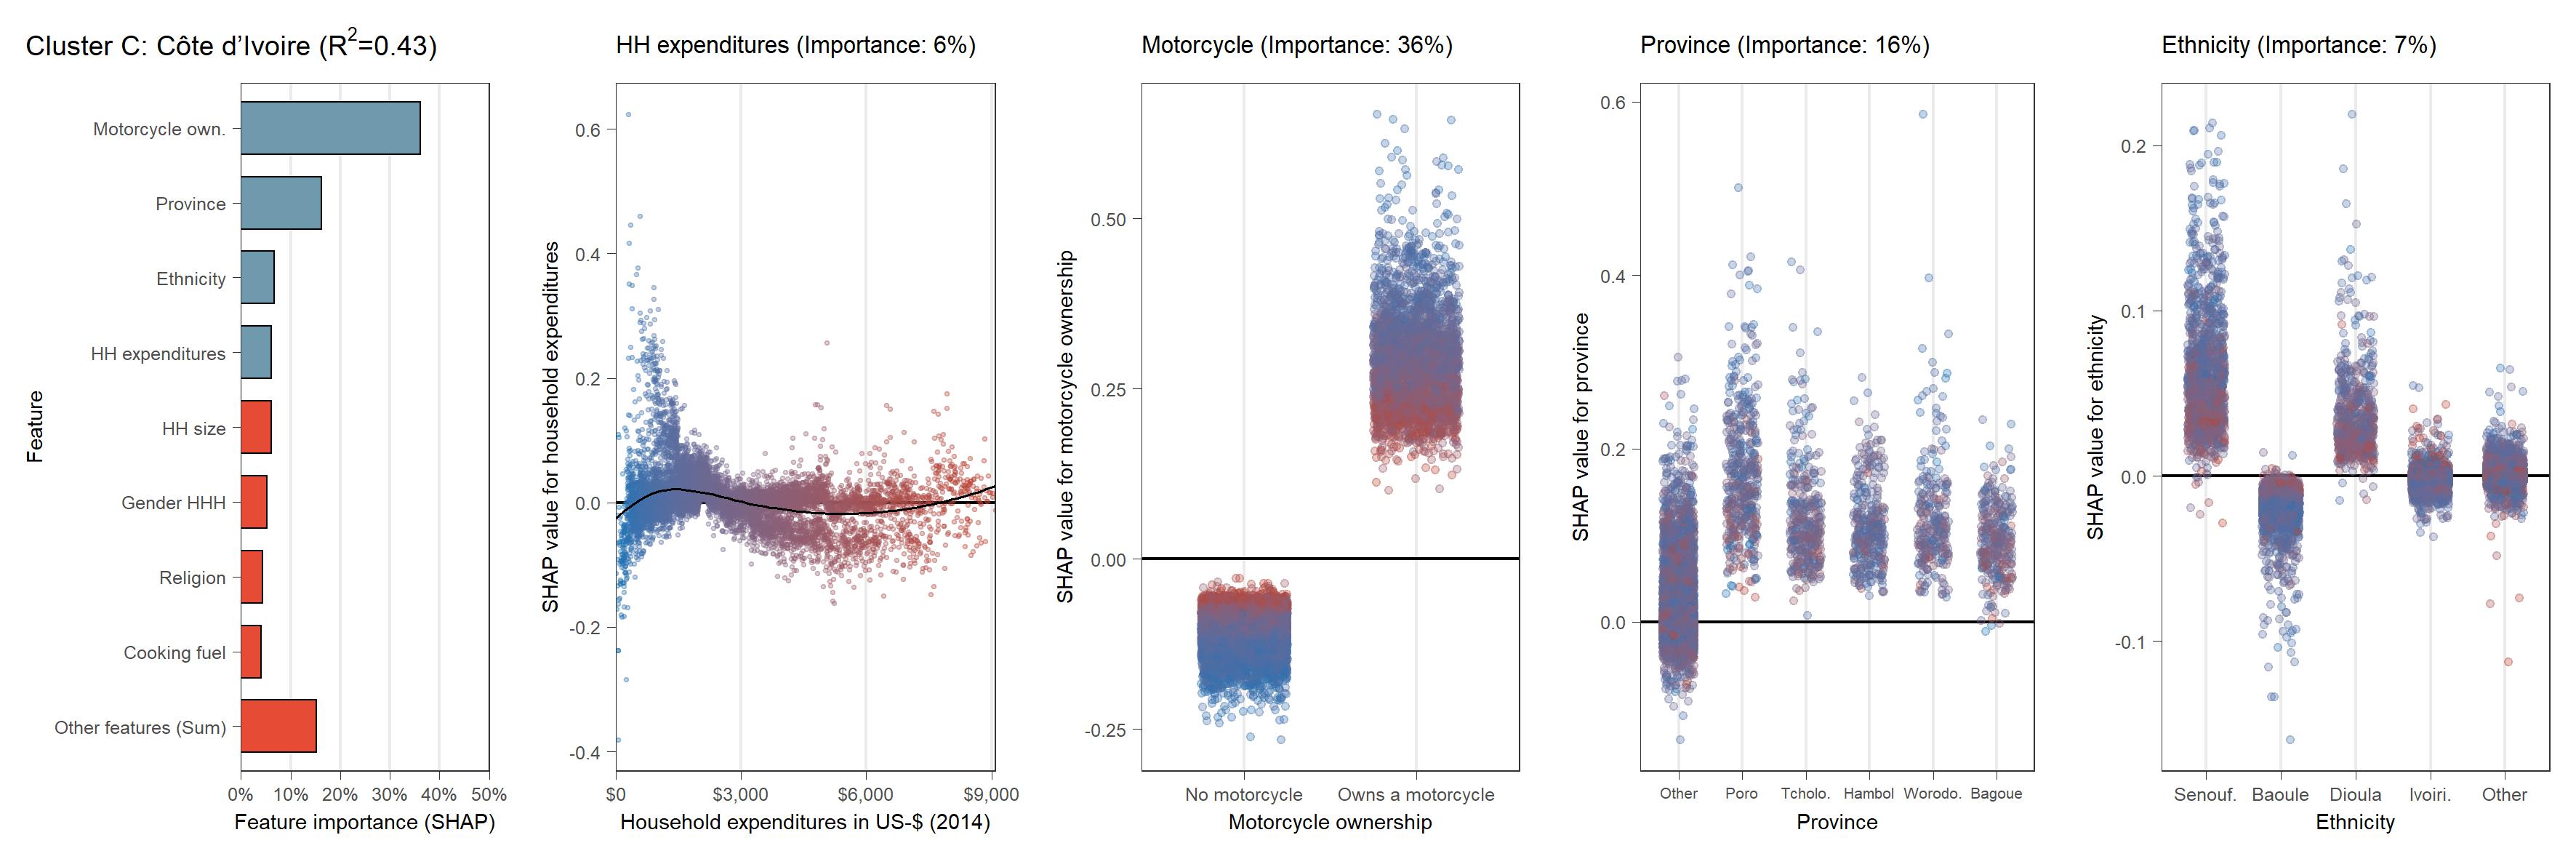 Cluster C: Côte d’Ivoire (R²=0.43)
Feature
Motorcycle own.
Province
Ethnicity
HH expenditures
HH size
Gender HHH
Religion
Cooking fuel
Other features (Sum)
0% 10% 20% 30% 40% 50%
Feature importance (SHAP)
HH expenditures (Importance: 6%)
SHAP value for household expenditures
0.6
0.4
0.2
0.0
-0.2
-0.4
$0 $3,000 $6,000 $9,000
Household expenditures in US-$ (2014)
Motorcycle (Importance: 36%)
SHAP value for motorcycle ownership
0.50
0.25
0.00
-0.25
No motorcycle Owns a motorcycle
Motorcycle ownership
Province (Importance: 16%)
SHAP value for province
0.6
0.4
0.2
0.0
Other Poro Tcholo. Hambol Worodo. Bagoue
Province
Ethnicity (Importance: 7%)
SHAP value for ethnicity
0.2
0.1
0.0
-0.1
Senouf. Baoule Dioula Ivoiri. Other
Ethnicity